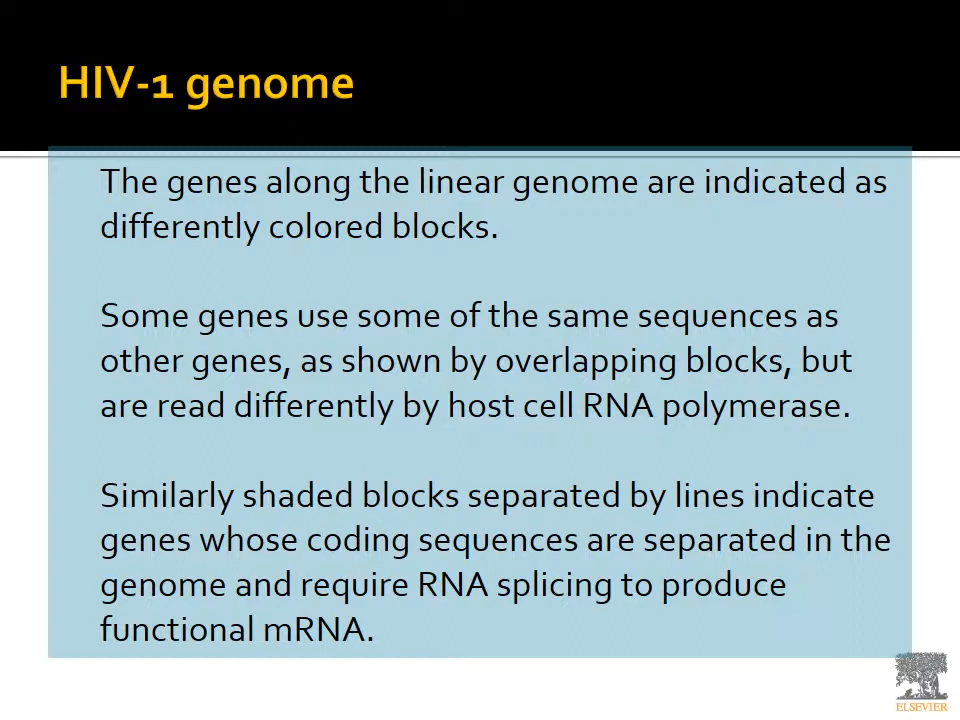 HIV-1 genome
The genes along the linear genome are indicated as
differently colored blocks.
Some genes use some of the same sequences as
other genes, as shown by overlapping blocks, but
are read differently by host cell RNA polymerase.
Similarly shaded blocks separated by lines indicate
genes whose coding sequences are separated in the
genome and require RNA splicing to produce
functional mRNA.
ELSEVIER